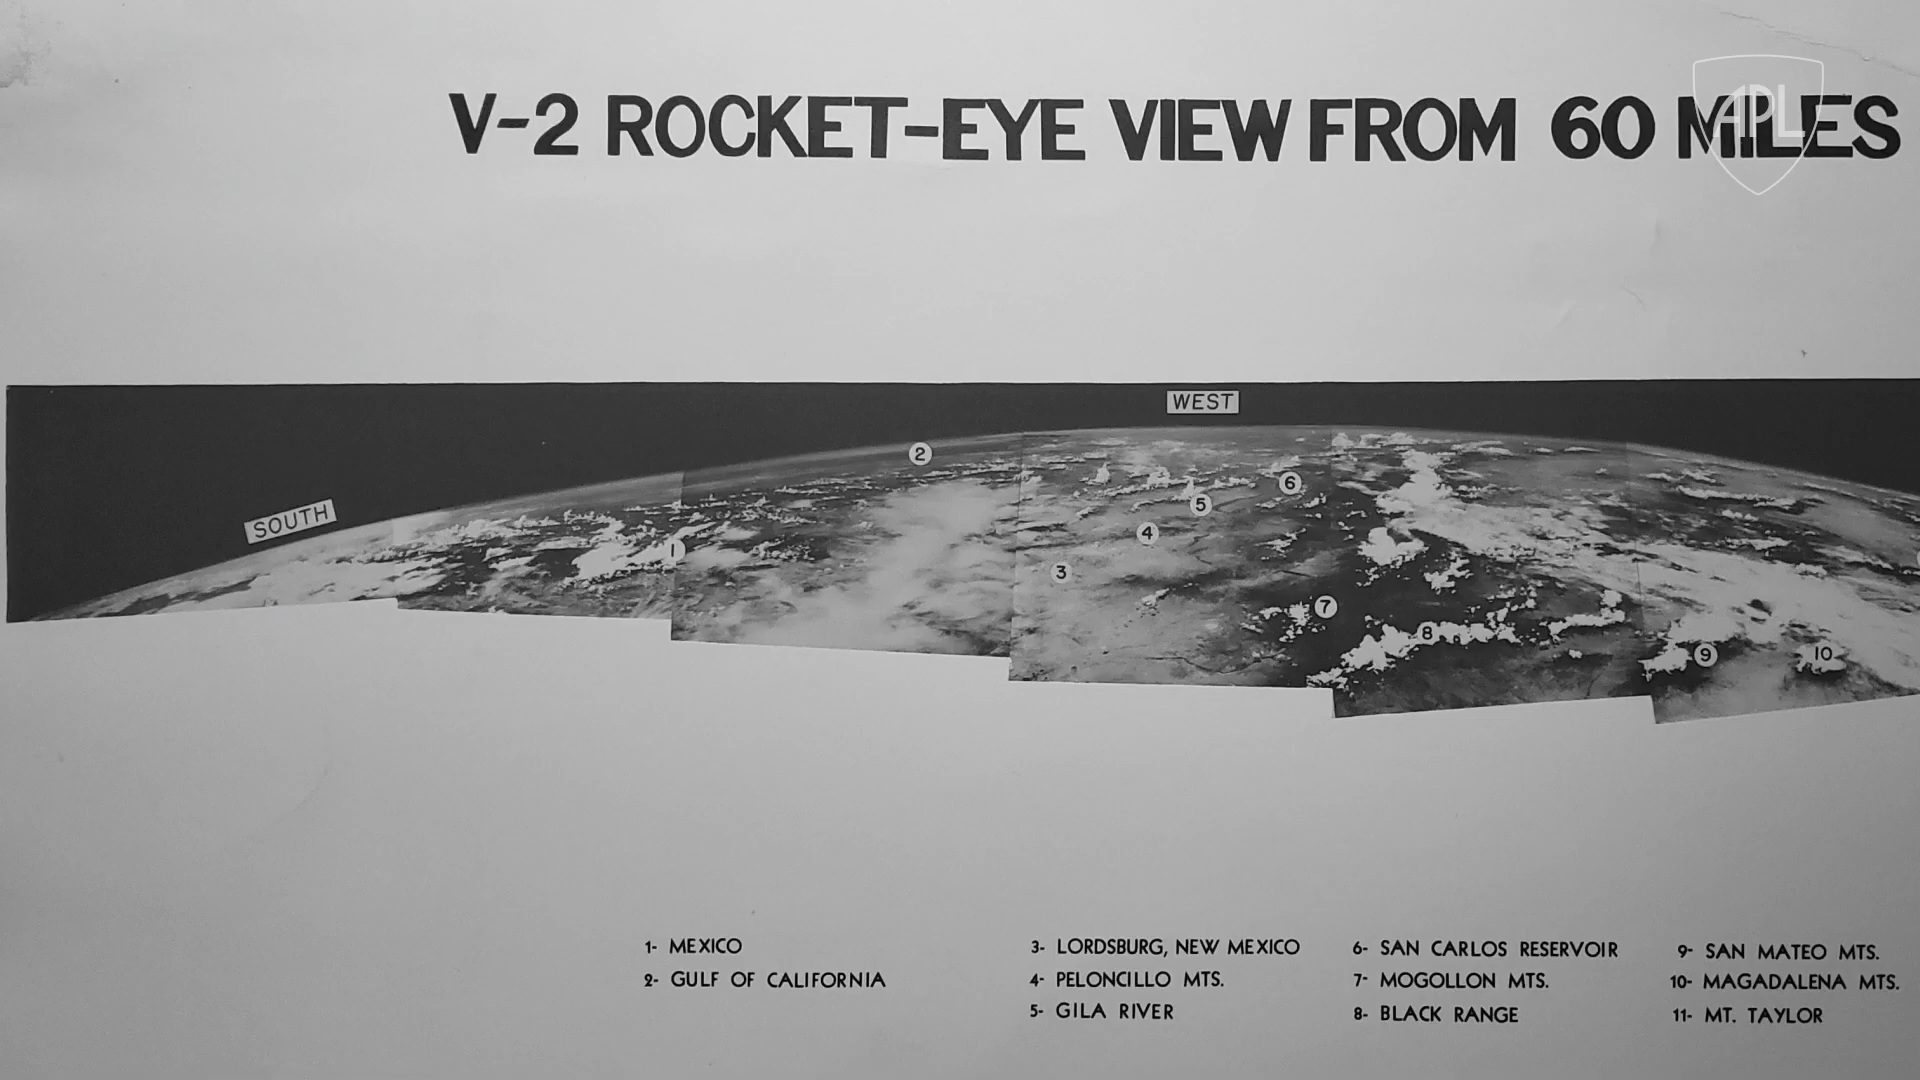 V-2 ROCKET-EYE VIEW FROM 60 MILES
APL
WEST
SOUTH
2
6
5
4
1
3
7
8
9
10
1- MEXICO
2- GULF OF CALIFORNIA
3- LORDSBURG, NEW MEXICO
4- PELONCILLO MTS.
5- GILA RIVER
6- SAN CARLOS RESERVOIR
7- MOGOLLON MTS.
8- BLACK RANGE
9- SAN MATEO MTS.
10- MAGADALENA MTS.
11- MT. TAYLOR